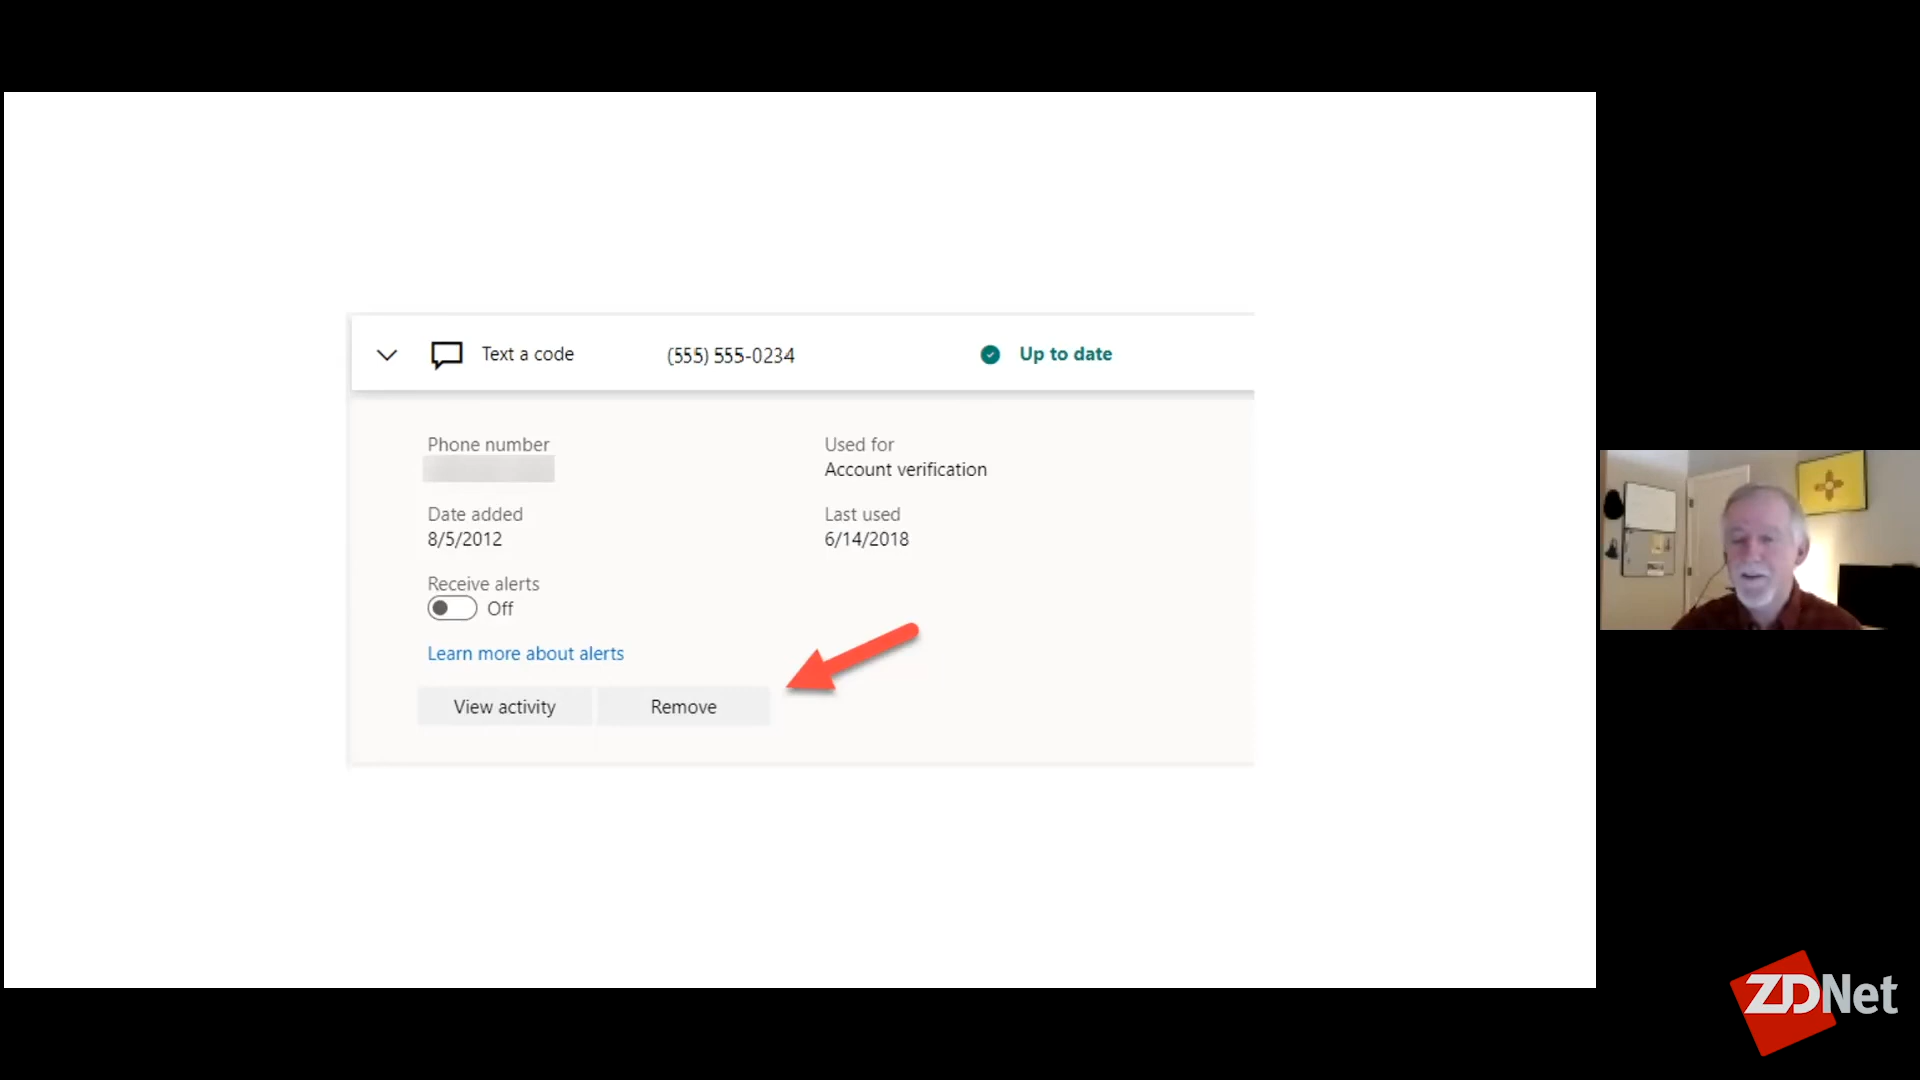 Text a code (555) 555-0234 Up to date
Phone number Used for
Account verification
Date added Last used
8/5/2012 6/14/2018
Receive alerts
Off
Learn more about alerts
View activity Remove
ZDNet